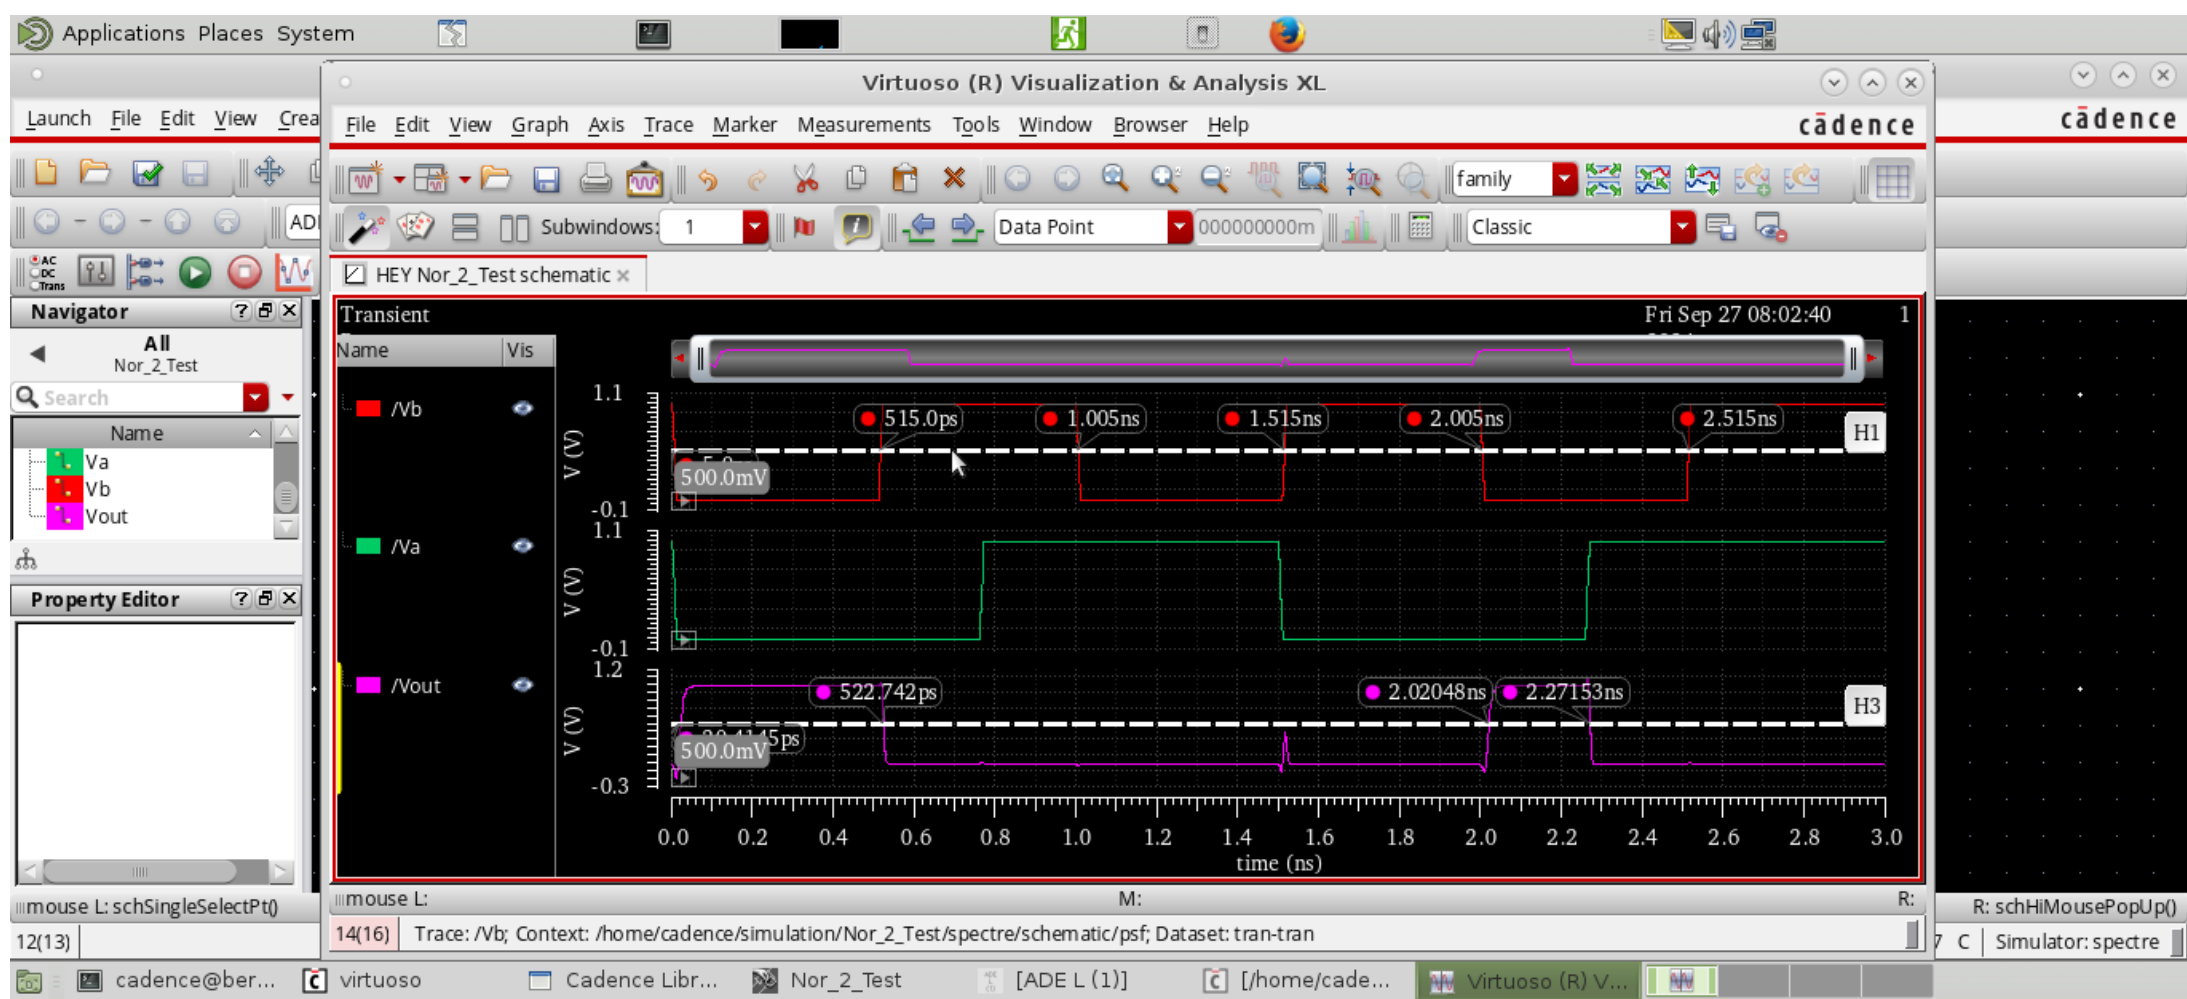 Applications Places System
Virtuoso (R) Visualization & Analysis XL
Launch File Edit View Crea
cādence
File Edit View Graph Axis Trace Marker Measurements Tools Window Browser Help
cādence
family
ADI
Subwindows: 1
Data Point
000000000m
Classic
AC
DC
Trans
HEY Nor_2_Test schematic
Navigator
All
Nor_2_Test
Search
Name
Va
Vb
Vout
Property Editor
Transient
Fri Sep 27 08:02:40
1
Name Vis
/Vb
/Va
/Vout
1.1
V (V)
-0.1
515.0ps
1.005ns
1.515ns
2.005ns
2.515ns
H1
500.0mV
1.1
V (V)
-0.1
1.2
V (V)
-0.3
522.742ps
2.02048ns
2.27153ns
H3
500.0mV
0.0 0.2 0.4 0.6 0.8 1.0 1.2 1.4 1.6 1.8 2.0 2.2 2.4 2.6 2.8 3.0
time (ns)
mouse L: M: R:
mouse L: schSingleSelectPt()
R: schHiMousePopUp()
14(16) Trace: /Vb; Context: /home/cadence/simulation/Nor_2_Test/spectre/schematic/psf; Dataset: tran-tran
12(13)
7 C Simulator: spectre
cadence@ber... virtuoso Cadence Libr... Nor_2_Test [ADE L (1)] [/home/cade... Virtuoso (R) V...